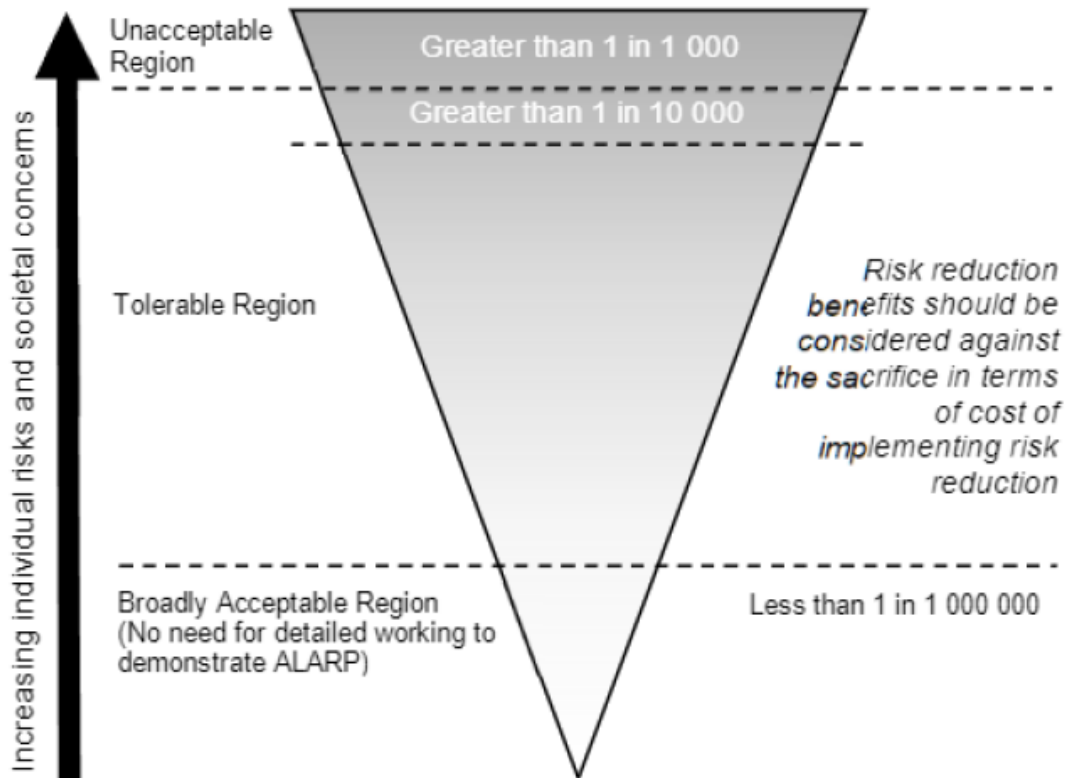 Increasing individual risks and societal concerns
Unacceptable
Region
Greater than 1 in 1 000
Greater than 1 in 10 000
Tolerable Region
Risk reduction
benefits should be
considered against
the sacrifice in terms
of cost of
implementing risk
reduction
Broadly Acceptable Region
(No need for detailed working to
demonstrate ALARP)
Less than 1 in 1 000 000